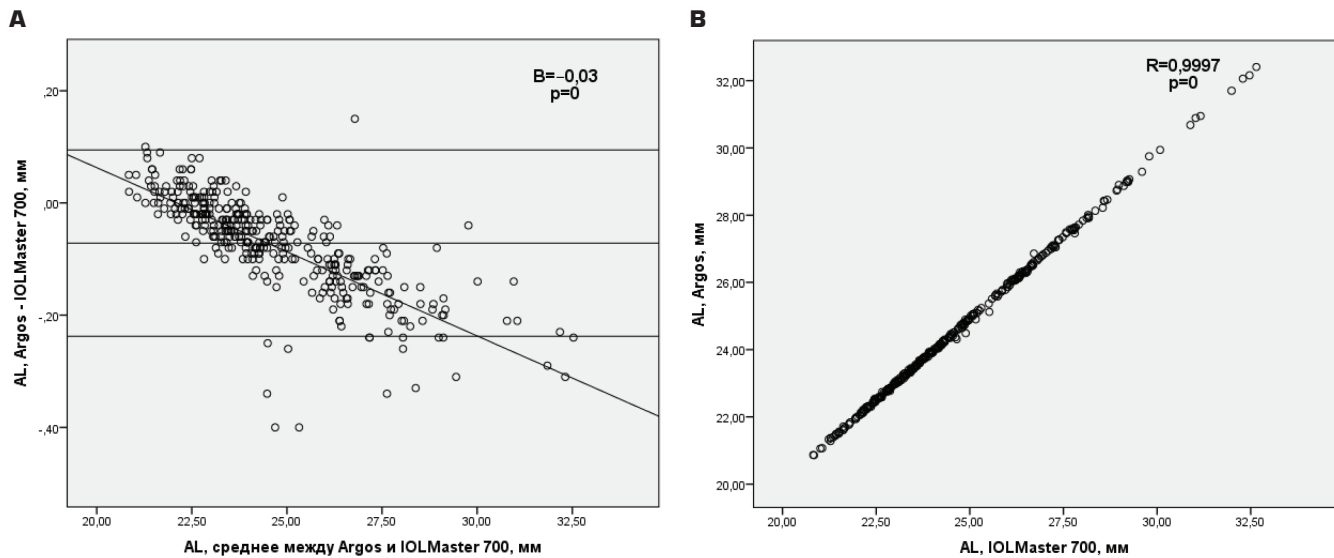 A
B
B=−0,03
p=0
,20
,00
-,20
-,40
20,00 22,50 25,00 27,50 30,00 32,50
AL, Argos - IOLMaster 700, мм
AL, среднее между Argos и IOLMaster 700, мм
R=0,9997
p=0
32,00
30,00
28,00
26,00
24,00
22,00
20,00
20,00 22,50 25,00 27,50 30,00 32,50
AL, Argos, мм
AL, IOLMaster 700, мм